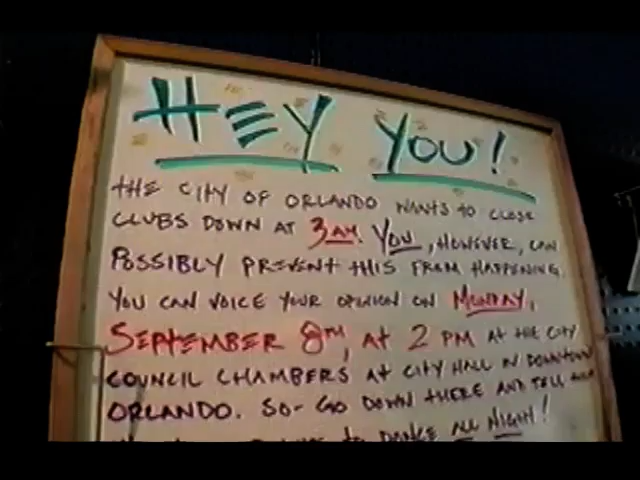 HEY YOU!
THE CITY OF ORLANDO WANTS TO CLOSE
CLUBS DOWN AT 3AM. YOU, HOWEVER, CAN
POSSIBLY PREVENT THIS FROM HAPPENING.
YOU CAN VOICE YOUR OPINION ON MONDAY,
SEPTEMBER 8TH, AT 2 PM AT THE CITY
COUNCIL CHAMBERS AT CITY HALL IN DOWNTOWN
ORLANDO. SO- GO DOWN THERE AND TELL
TO DANCE ALL NIGHT!